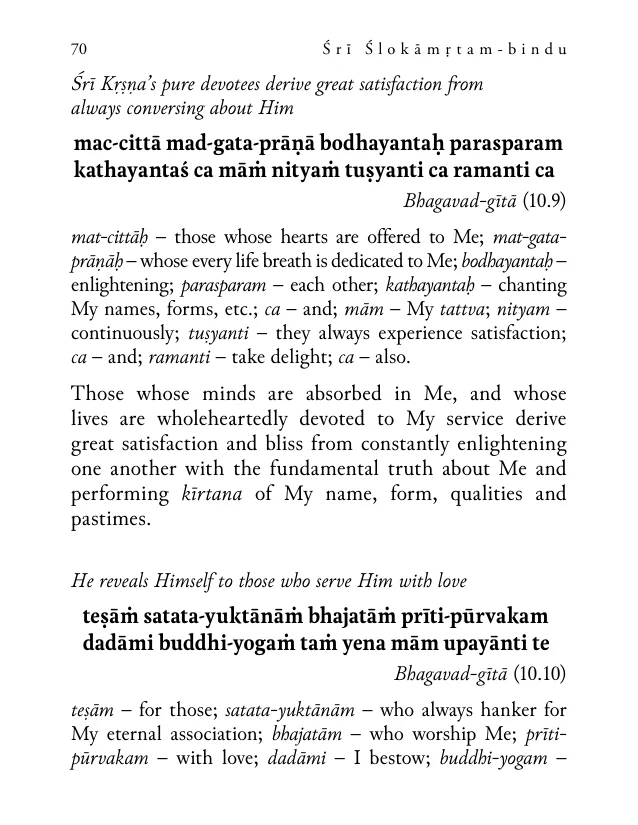 70
Śrī Ślokāmṛtam-bindu
Śrī Kṛṣṇa's pure devotees derive great satisfaction from
always conversing about Him
mac-cittā mad-gata-prāṇā bodhayantaḥ parasparam
kathayantaś ca māṁ nityaṁ tuṣyanti ca ramanti ca
Bhagavad-gītā (10.9)
mat-cittāḥ – those whose hearts are offered to Me; mat-gata-
prāṇāḥ – whose every life breath is dedicated to Me; bodhayantaḥ –
enlightening; parasparam – each other; kathayantaḥ – chanting
My names, forms, etc.; ca – and; mām – My tattva; nityam –
continuously; tuṣyanti – they always experience satisfaction;
ca – and; ramanti – take delight; ca – also.
Those whose minds are absorbed in Me, and whose
lives are wholeheartedly devoted to My service derive
great satisfaction and bliss from constantly enlightening
one another with the fundamental truth about Me and
performing kīrtana of My name, form, qualities and
pastimes.
He reveals Himself to those who serve Him with love
teṣāṁ satata-yuktānāṁ bhajatāṁ prīti-pūrvakam
dadāmi buddhi-yogaṁ taṁ yena mām upayānti te
Bhagavad-gītā (10.10)
teṣām – for those; satata-yuktānām – who always hanker for
My eternal association; bhajatām – who worship Me; prīti-
pūrvakam – with love; dadāmi – I bestow; buddhi-yogam –